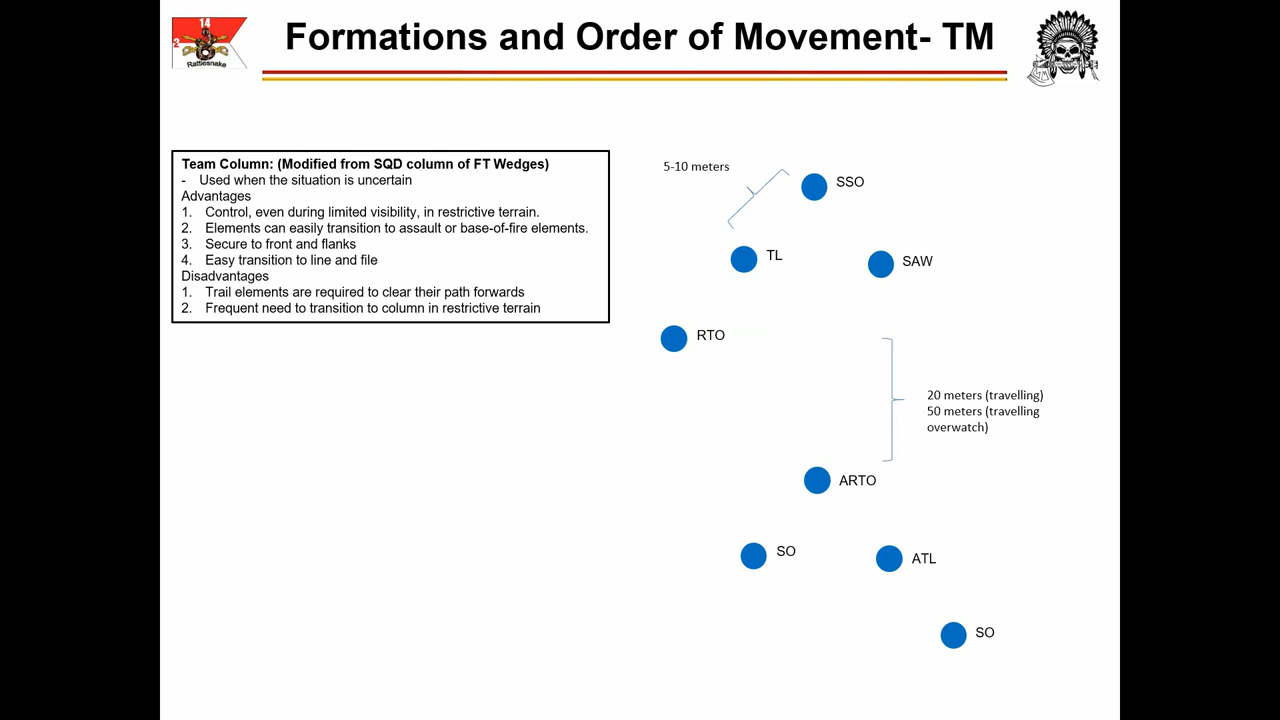 14
2
Rattlesnake
Formations and Order of Movement- TM
Team Column: (Modified from SQD column of FT Wedges)
- Used when the situation is uncertain
Advantages
1. Control, even during limited visibility, in restrictive terrain.
2. Elements can easily transition to assault or base-of-fire elements.
3. Secure to front and flanks
4. Easy transition to line and file
Disadvantages
1. Trail elements are required to clear their path forwards
2. Frequent need to transition to column in restrictive terrain
5-10 meters
SSO
TL
SAW
RTO
20 meters (travelling)
50 meters (travelling
overwatch)
ARTO
SO
ATL
SO